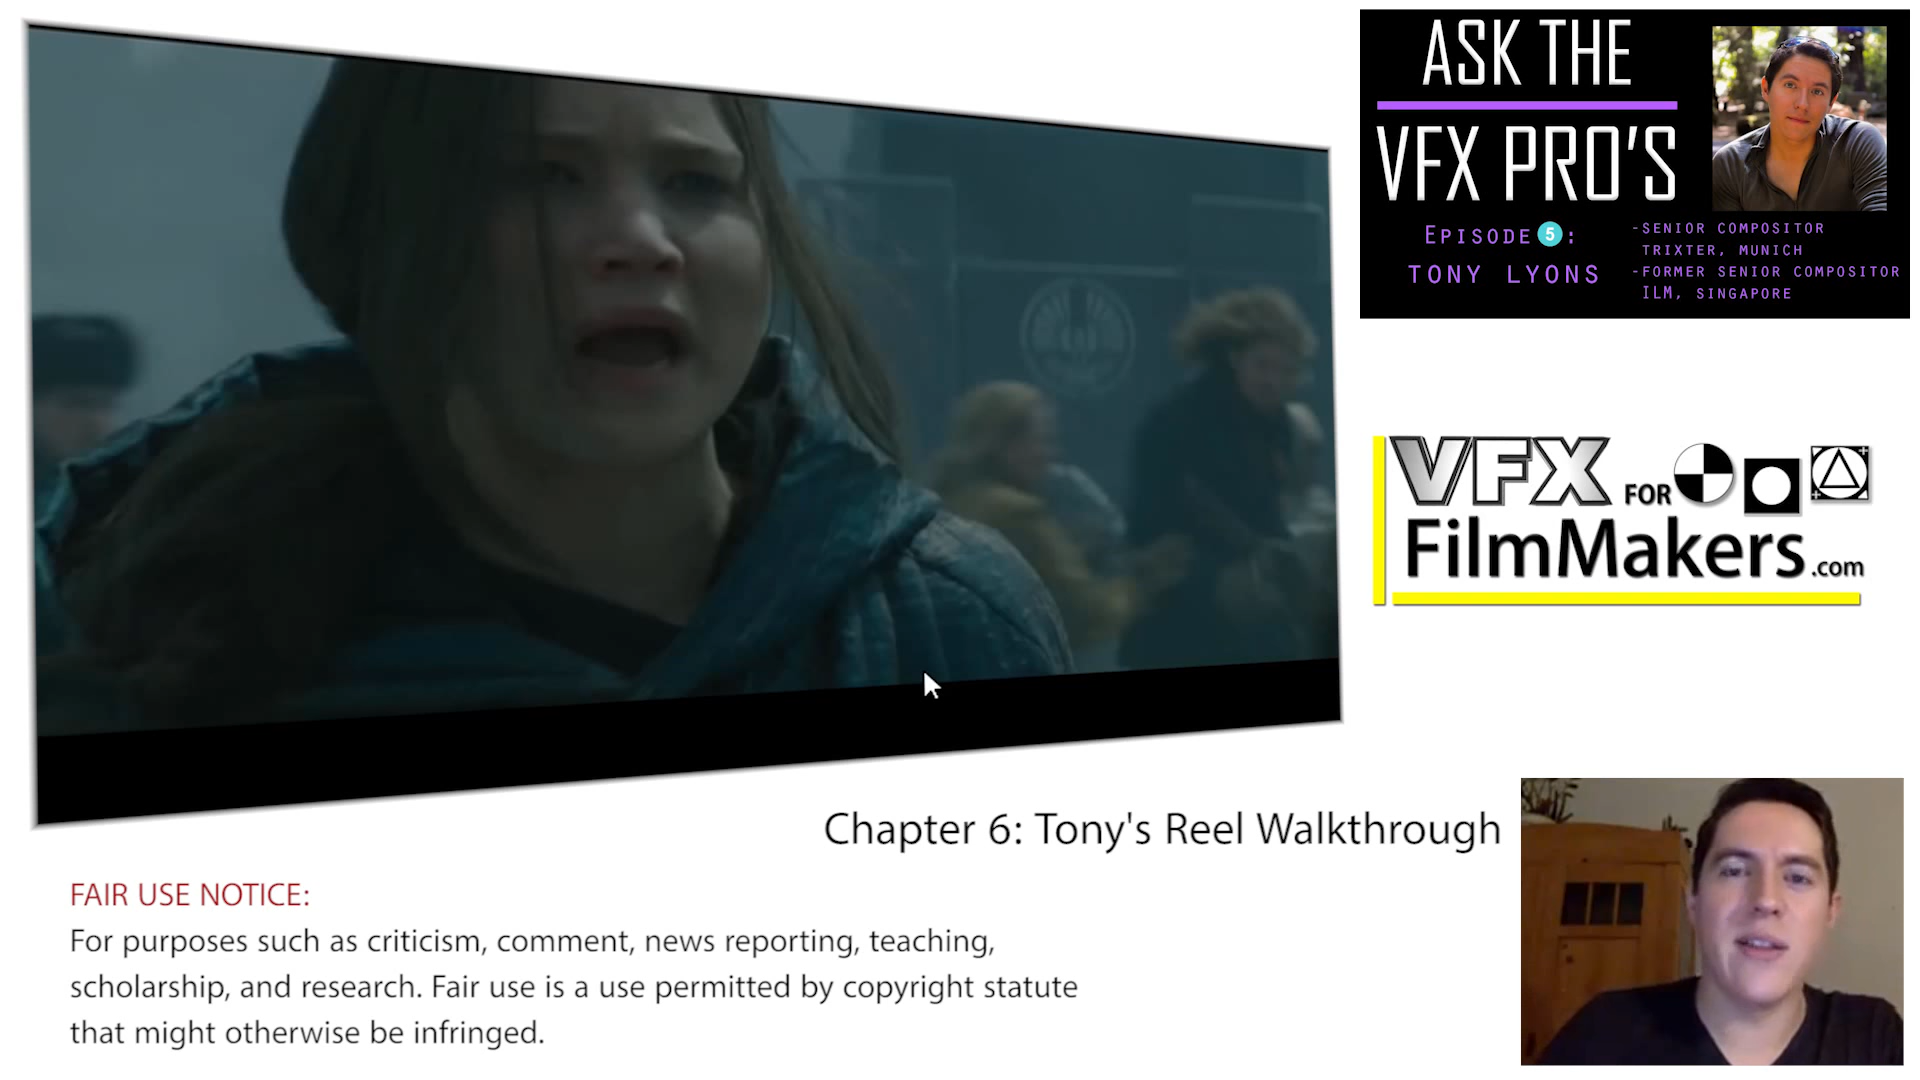 ASK THE
VFX PRO'S
EPISODE 5:
TONY LYONS
-SENIOR COMPOSITOR
TRIXTER, MUNICH
-FORMER SENIOR COMPOSITOR
ILM, SINGAPORE
VFX FOR
FilmMakers.com
Chapter 6: Tony's Reel Walkthrough
FAIR USE NOTICE:
For purposes such as criticism, comment, news reporting, teaching,
scholarship, and research. Fair use is a use permitted by copyright statute
that might otherwise be infringed.